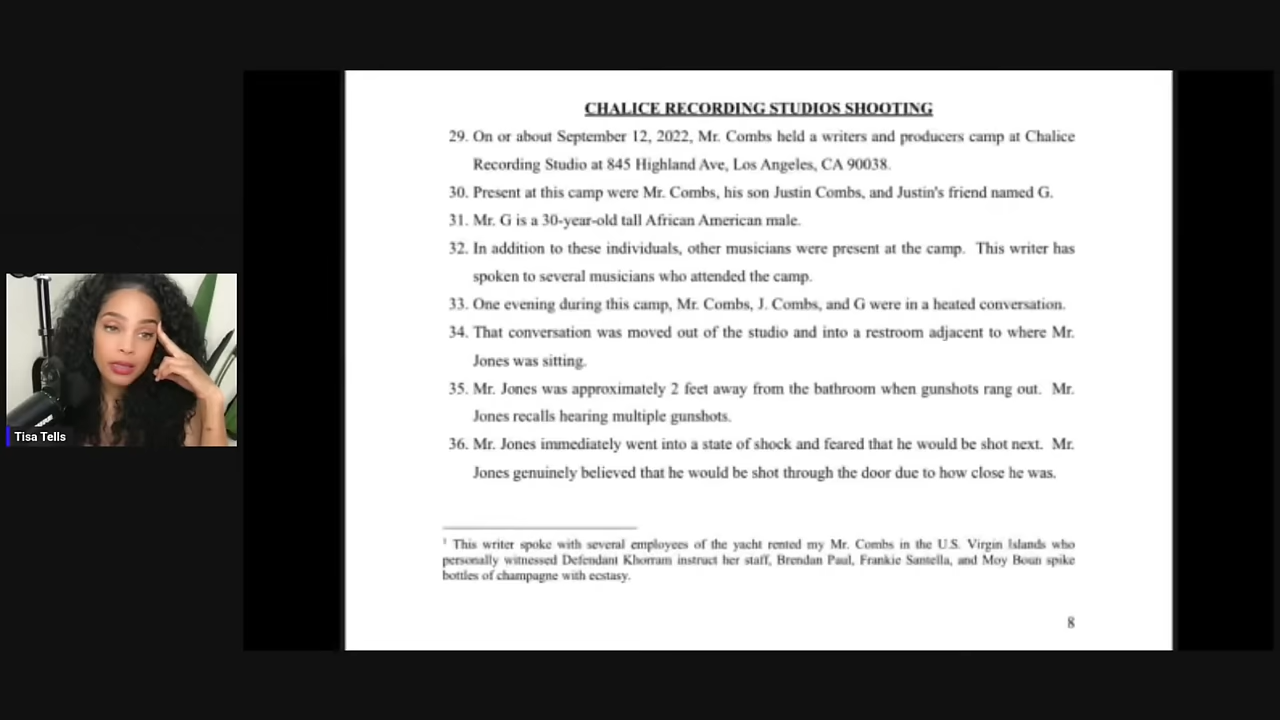 CHALICE RECORDING STUDIOS SHOOTING
29. On or about September 12, 2022, Mr. Combs held a writers and producers camp at Chalice
Recording Studio at 845 Highland Ave, Los Angeles, CA 90038.
30. Present at this camp were Mr. Combs, his son Justin Combs, and Justin's friend named G.
31. Mr. G is a 30-year-old tall African American male.
32. In addition to these individuals, other musicians were present at the camp. This writer has
spoken to several musicians who attended the camp.
33. One evening during this camp, Mr. Combs, J. Combs, and G were in a heated conversation.
34. That conversation was moved out of the studio and into a restroom adjacent to where Mr.
Jones was sitting.
35. Mr. Jones was approximately 2 feet away from the bathroom when gunshots rang out. Mr.
Jones recalls hearing multiple gunshots.
36. Mr. Jones immediately went into a state of shock and feared that he would be shot next. Mr.
Jones genuinely believed that he would be shot through the door due to how close he was.
1 This writer spoke with several employees of the yacht rented my Mr. Combs in the U.S. Virgin Islands who
personally witnessed Defendant Khorram instruct her staff, Brendan Paul, Frankie Santella, and Moy Boun spike
bottles of champagne with ecstasy.
8
Tisa Tells